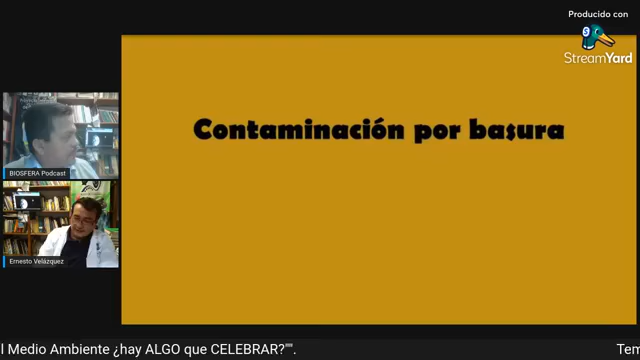 Producido con
StreamYard
Contaminación por basura
BIOSFERA Podcast
Ernesto Velázquez
l Medio Ambiente ¿hay ALGO que CELEBRAR?"".
Tem